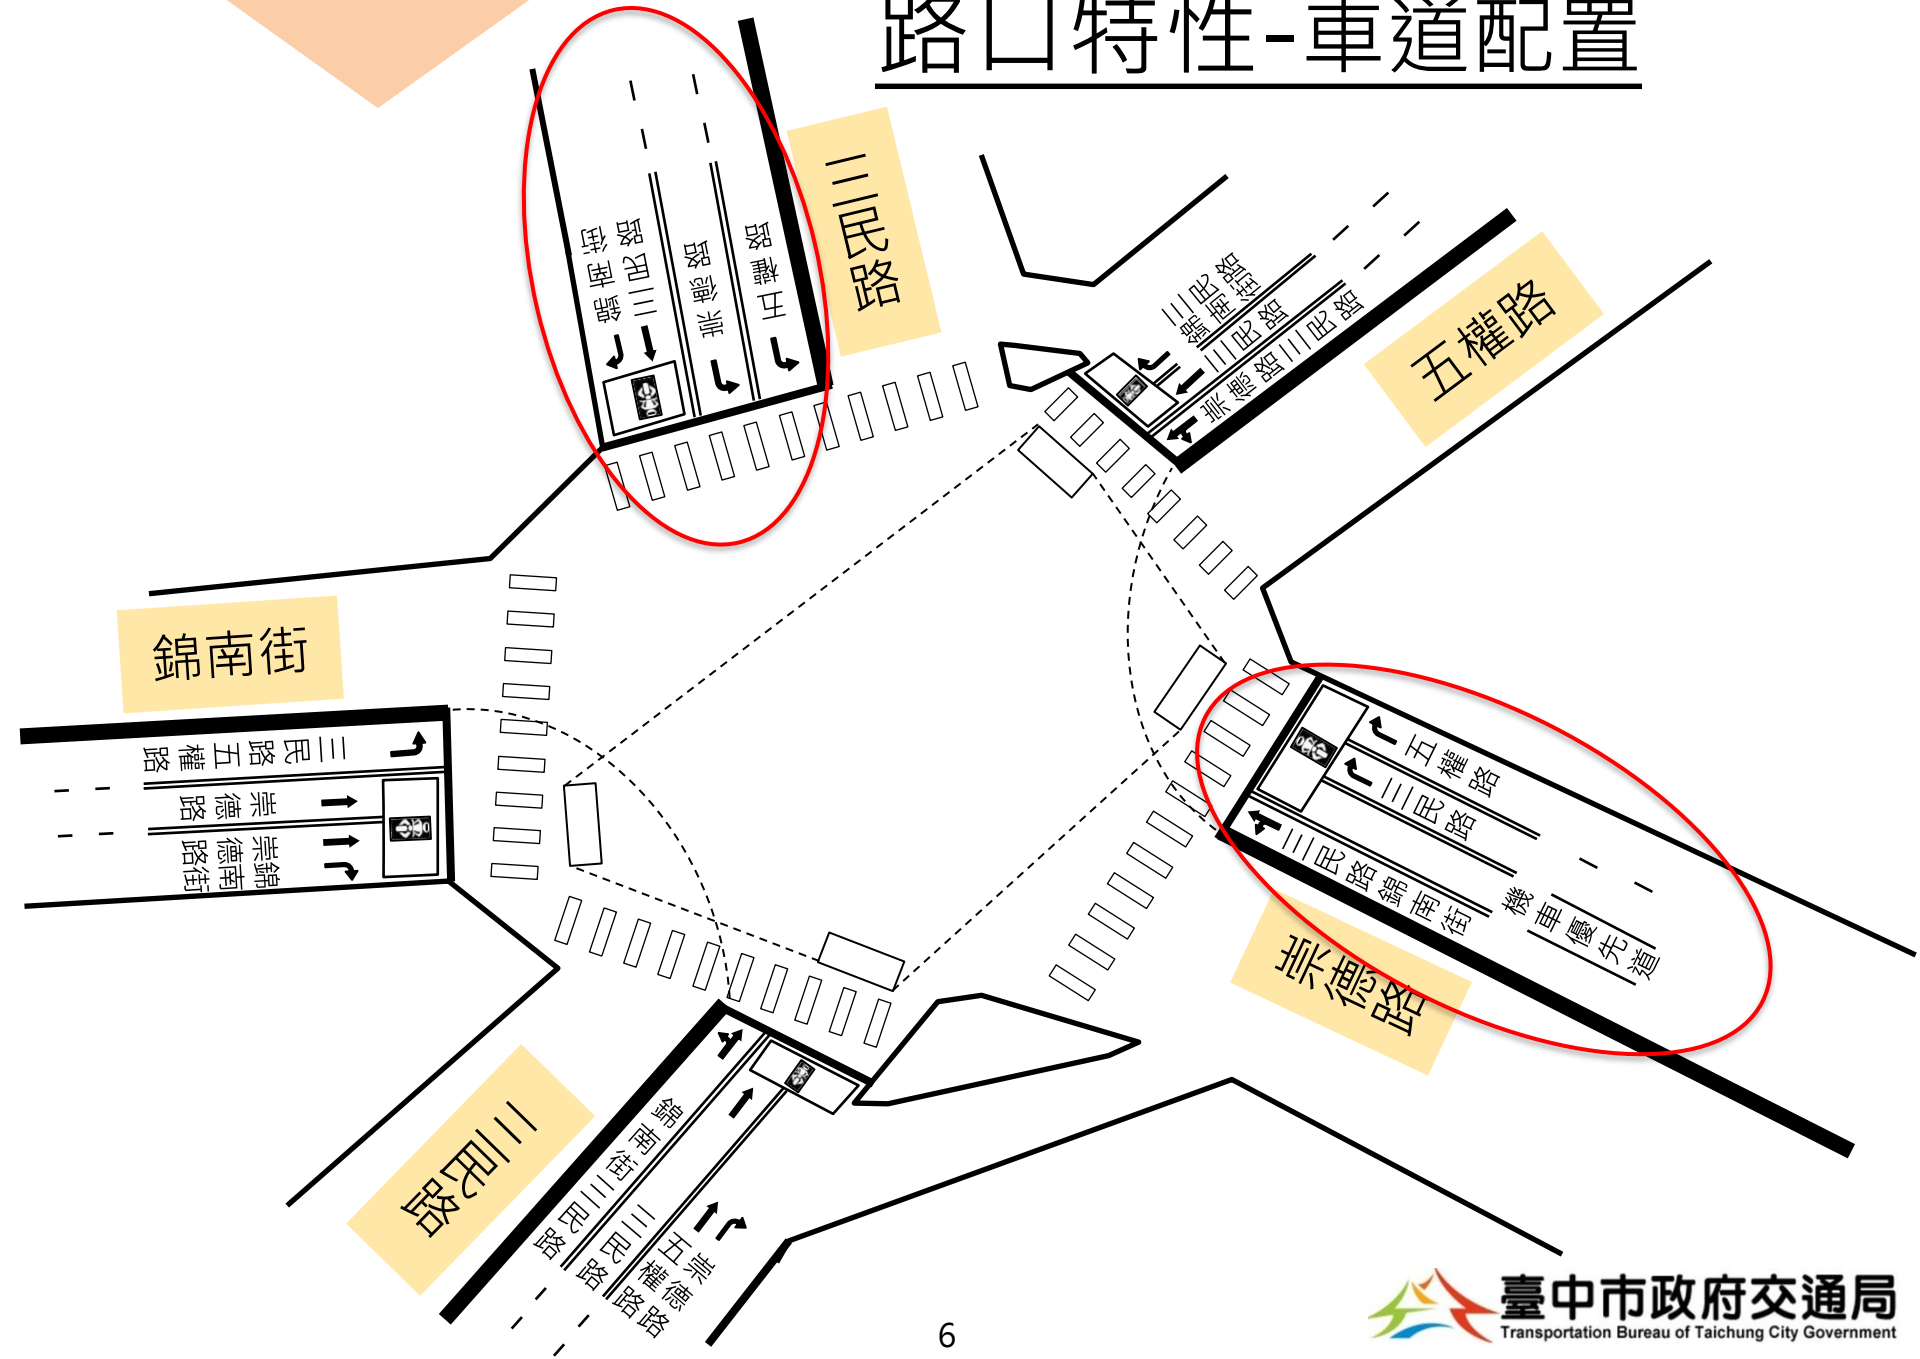 路口特性-車道配置
三民路
錦南街
三民路
崇德路
五權路
五權路
三民路
錦南街
三民路
崇德路三民路
錦南街
三民路五權路
崇德路
崇德路
錦南街
五權路
三民路
三民路錦南街
機車優先道
崇德路
三民路
錦南街三民路
三民路
五權路
崇德路
6
臺中市政府交通局
Transportation Bureau of Taichung City Government